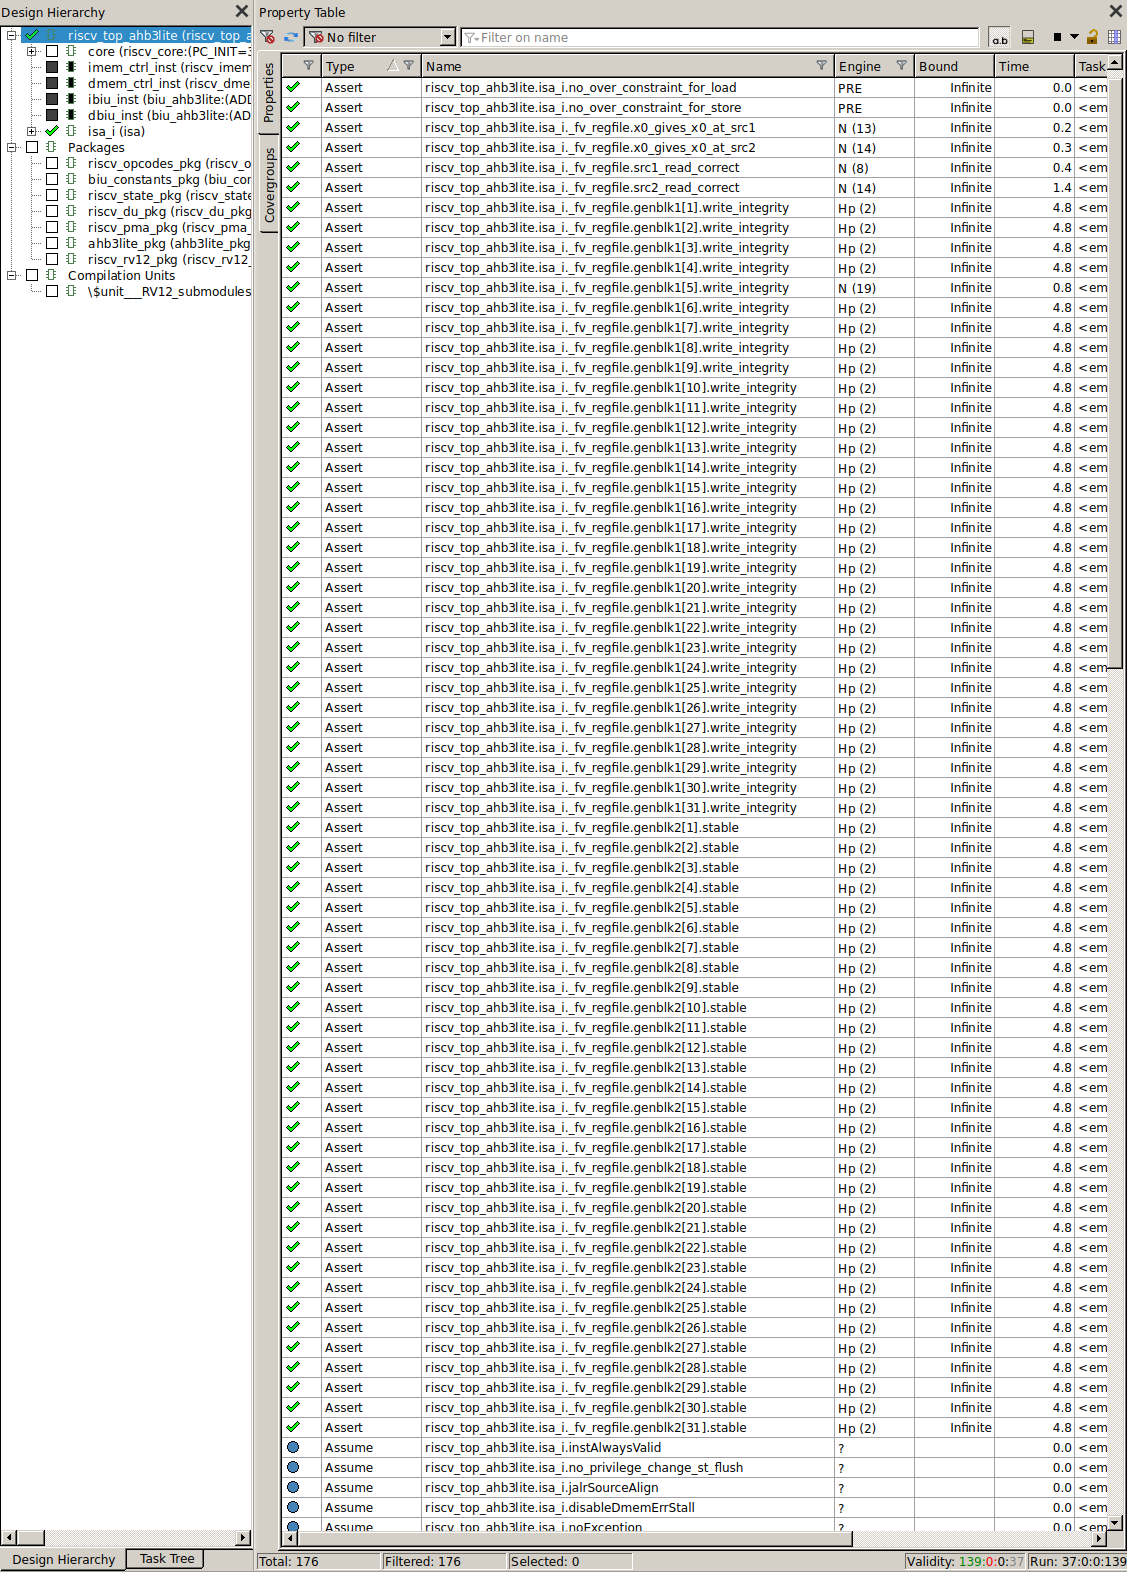 Design Hierarchy
riscv_top_ahb3lite (riscv_top_a
core (riscv_core:(PC_INIT=3
imem_ctrl_inst (riscv_imem
dmem_ctrl_inst (riscv_dme
ibiu_inst (biu_ahb3lite:(ADD
dbiu_inst (biu_ahb3lite:(AD
isa_i (isa)
Packages
riscv_opcodes_pkg (riscv_o
biu_constants_pkg (biu_con
riscv_state_pkg (riscv_state
riscv_du_pkg (riscv_du_pkg
riscv_pma_pkg (riscv_pma_
ahb3lite_pkg (ahb3lite_pkg
riscv_rv12_pkg (riscv_rv12_
Compilation Units
\$unit___RV12_submodules
Design Hierarchy Task Tree
Property Table
No filter Filter on name a.b
Properties
Covergroups
Type Name Engine Bound Time Task
Assert riscv_top_ahb3lite.isa_i.no_over_constraint_for_load PRE Infinite 0.0 <em
Assert riscv_top_ahb3lite.isa_i.no_over_constraint_for_store PRE Infinite 0.0 <em
Assert riscv_top_ahb3lite.isa_i._fv_regfile.x0_gives_x0_at_src1 N (13) Infinite 0.2 <em
Assert riscv_top_ahb3lite.isa_i._fv_regfile.x0_gives_x0_at_src2 N (14) Infinite 0.3 <em
Assert riscv_top_ahb3lite.isa_i._fv_regfile.src1_read_correct N (8) Infinite 0.4 <em
Assert riscv_top_ahb3lite.isa_i._fv_regfile.src2_read_correct N (14) Infinite 1.4 <em
Assert riscv_top_ahb3lite.isa_i._fv_regfile.genblk1[1].write_integrity Hp (2) Infinite 4.8 <em
Assert riscv_top_ahb3lite.isa_i._fv_regfile.genblk1[2].write_integrity Hp (2) Infinite 4.8 <em
Assert riscv_top_ahb3lite.isa_i._fv_regfile.genblk1[3].write_integrity Hp (2) Infinite 4.8 <em
Assert riscv_top_ahb3lite.isa_i._fv_regfile.genblk1[4].write_integrity Hp (2) Infinite 4.8 <em
Assert riscv_top_ahb3lite.isa_i._fv_regfile.genblk1[5].write_integrity N (19) Infinite 0.8 <em
Assert riscv_top_ahb3lite.isa_i._fv_regfile.genblk1[6].write_integrity Hp (2) Infinite 4.8 <em
Assert riscv_top_ahb3lite.isa_i._fv_regfile.genblk1[7].write_integrity Hp (2) Infinite 4.8 <em
Assert riscv_top_ahb3lite.isa_i._fv_regfile.genblk1[8].write_integrity Hp (2) Infinite 4.8 <em
Assert riscv_top_ahb3lite.isa_i._fv_regfile.genblk1[9].write_integrity Hp (2) Infinite 4.8 <em
Assert riscv_top_ahb3lite.isa_i._fv_regfile.genblk1[10].write_integrity Hp (2) Infinite 4.8 <em
Assert riscv_top_ahb3lite.isa_i._fv_regfile.genblk1[11].write_integrity Hp (2) Infinite 4.8 <em
Assert riscv_top_ahb3lite.isa_i._fv_regfile.genblk1[12].write_integrity Hp (2) Infinite 4.8 <em
Assert riscv_top_ahb3lite.isa_i._fv_regfile.genblk1[13].write_integrity Hp (2) Infinite 4.8 <em
Assert riscv_top_ahb3lite.isa_i._fv_regfile.genblk1[14].write_integrity Hp (2) Infinite 4.8 <em
Assert riscv_top_ahb3lite.isa_i._fv_regfile.genblk1[15].write_integrity Hp (2) Infinite 4.8 <em
Assert riscv_top_ahb3lite.isa_i._fv_regfile.genblk1[16].write_integrity Hp (2) Infinite 4.8 <em
Assert riscv_top_ahb3lite.isa_i._fv_regfile.genblk1[17].write_integrity Hp (2) Infinite 4.8 <em
Assert riscv_top_ahb3lite.isa_i._fv_regfile.genblk1[18].write_integrity Hp (2) Infinite 4.8 <em
Assert riscv_top_ahb3lite.isa_i._fv_regfile.genblk1[19].write_integrity Hp (2) Infinite 4.8 <em
Assert riscv_top_ahb3lite.isa_i._fv_regfile.genblk1[20].write_integrity Hp (2) Infinite 4.8 <em
Assert riscv_top_ahb3lite.isa_i._fv_regfile.genblk1[21].write_integrity Hp (2) Infinite 4.8 <em
Assert riscv_top_ahb3lite.isa_i._fv_regfile.genblk1[22].write_integrity Hp (2) Infinite 4.8 <em
Assert riscv_top_ahb3lite.isa_i._fv_regfile.genblk1[23].write_integrity Hp (2) Infinite 4.8 <em
Assert riscv_top_ahb3lite.isa_i._fv_regfile.genblk1[24].write_integrity Hp (2) Infinite 4.8 <em
Assert riscv_top_ahb3lite.isa_i._fv_regfile.genblk1[25].write_integrity Hp (2) Infinite 4.8 <em
Assert riscv_top_ahb3lite.isa_i._fv_regfile.genblk1[26].write_integrity Hp (2) Infinite 4.8 <em
Assert riscv_top_ahb3lite.isa_i._fv_regfile.genblk1[27].write_integrity Hp (2) Infinite 4.8 <em
Assert riscv_top_ahb3lite.isa_i._fv_regfile.genblk1[28].write_integrity Hp (2) Infinite 4.8 <em
Assert riscv_top_ahb3lite.isa_i._fv_regfile.genblk1[29].write_integrity Hp (2) Infinite 4.8 <em
Assert riscv_top_ahb3lite.isa_i._fv_regfile.genblk1[30].write_integrity Hp (2) Infinite 4.8 <em
Assert riscv_top_ahb3lite.isa_i._fv_regfile.genblk1[31].write_integrity Hp (2) Infinite 4.8 <em
Assert riscv_top_ahb3lite.isa_i._fv_regfile.genblk2[1].stable Hp (2) Infinite 4.8 <em
Assert riscv_top_ahb3lite.isa_i._fv_regfile.genblk2[2].stable Hp (2) Infinite 4.8 <em
Assert riscv_top_ahb3lite.isa_i._fv_regfile.genblk2[3].stable Hp (2) Infinite 4.8 <em
Assert riscv_top_ahb3lite.isa_i._fv_regfile.genblk2[4].stable Hp (2) Infinite 4.8 <em
Assert riscv_top_ahb3lite.isa_i._fv_regfile.genblk2[5].stable Hp (2) Infinite 4.8 <em
Assert riscv_top_ahb3lite.isa_i._fv_regfile.genblk2[6].stable Hp (2) Infinite 4.8 <em
Assert riscv_top_ahb3lite.isa_i._fv_regfile.genblk2[7].stable Hp (2) Infinite 4.8 <em
Assert riscv_top_ahb3lite.isa_i._fv_regfile.genblk2[8].stable Hp (2) Infinite 4.8 <em
Assert riscv_top_ahb3lite.isa_i._fv_regfile.genblk2[9].stable Hp (2) Infinite 4.8 <em
Assert riscv_top_ahb3lite.isa_i._fv_regfile.genblk2[10].stable Hp (2) Infinite 4.8 <em
Assert riscv_top_ahb3lite.isa_i._fv_regfile.genblk2[11].stable Hp (2) Infinite 4.8 <em
Assert riscv_top_ahb3lite.isa_i._fv_regfile.genblk2[12].stable Hp (2) Infinite 4.8 <em
Assert riscv_top_ahb3lite.isa_i._fv_regfile.genblk2[13].stable Hp (2) Infinite 4.8 <em
Assert riscv_top_ahb3lite.isa_i._fv_regfile.genblk2[14].stable Hp (2) Infinite 4.8 <em
Assert riscv_top_ahb3lite.isa_i._fv_regfile.genblk2[15].stable Hp (2) Infinite 4.8 <em
Assert riscv_top_ahb3lite.isa_i._fv_regfile.genblk2[16].stable Hp (2) Infinite 4.8 <em
Assert riscv_top_ahb3lite.isa_i._fv_regfile.genblk2[17].stable Hp (2) Infinite 4.8 <em
Assert riscv_top_ahb3lite.isa_i._fv_regfile.genblk2[18].stable Hp (2) Infinite 4.8 <em
Assert riscv_top_ahb3lite.isa_i._fv_regfile.genblk2[19].stable Hp (2) Infinite 4.8 <em
Assert riscv_top_ahb3lite.isa_i._fv_regfile.genblk2[20].stable Hp (2) Infinite 4.8 <em
Assert riscv_top_ahb3lite.isa_i._fv_regfile.genblk2[21].stable Hp (2) Infinite 4.8 <em
Assert riscv_top_ahb3lite.isa_i._fv_regfile.genblk2[22].stable Hp (2) Infinite 4.8 <em
Assert riscv_top_ahb3lite.isa_i._fv_regfile.genblk2[23].stable Hp (2) Infinite 4.8 <em
Assert riscv_top_ahb3lite.isa_i._fv_regfile.genblk2[24].stable Hp (2) Infinite 4.8 <em
Assert riscv_top_ahb3lite.isa_i._fv_regfile.genblk2[25].stable Hp (2) Infinite 4.8 <em
Assert riscv_top_ahb3lite.isa_i._fv_regfile.genblk2[26].stable Hp (2) Infinite 4.8 <em
Assert riscv_top_ahb3lite.isa_i._fv_regfile.genblk2[27].stable Hp (2) Infinite 4.8 <em
Assert riscv_top_ahb3lite.isa_i._fv_regfile.genblk2[28].stable Hp (2) Infinite 4.8 <em
Assert riscv_top_ahb3lite.isa_i._fv_regfile.genblk2[29].stable Hp (2) Infinite 4.8 <em
Assert riscv_top_ahb3lite.isa_i._fv_regfile.genblk2[30].stable Hp (2) Infinite 4.8 <em
Assert riscv_top_ahb3lite.isa_i._fv_regfile.genblk2[31].stable Hp (2) Infinite 4.8 <em
Assume riscv_top_ahb3lite.isa_i.instAlwaysValid ? 0.0 <em
Assume riscv_top_ahb3lite.isa_i.no_privilege_change_st_flush ? 0.0 <em
Assume riscv_top_ahb3lite.isa_i.jalrSourceAlign ? 0.0 <em
Assume riscv_top_ahb3lite.isa_i.disableDmemErrStall ? 0.0 <em
Assume riscv_top_ahb3lite.isa_i.noException ? 0.0 <em
Total: 176 Filtered: 176 Selected: 0 Validity: 139:0:0:37 Run: 37:0:0:139